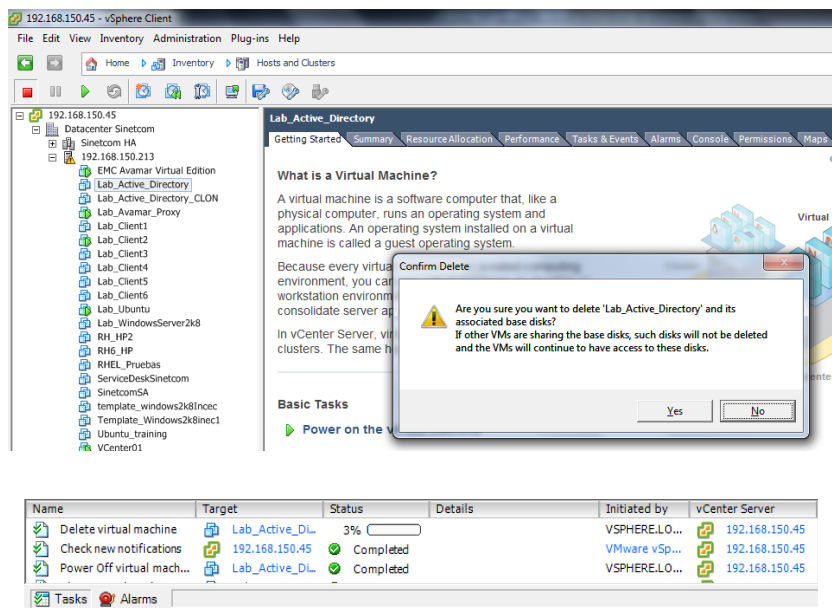 192.168.150.45 - vSphere Client
File Edit View Inventory Administration Plug-ins Help
Home Inventory Hosts and Clusters
192.168.150.45
Datacenter Sinetcom
Sinetcom HA
192.168.150.213
EMC Avamar Virtual Edition
Lab_Active_Directory
Lab_Active_Directory_CLON
Lab_Avamar_Proxy
Lab_Client1
Lab_Client2
Lab_Client3
Lab_Client4
Lab_Client5
Lab_Client6
Lab_Ubuntu
Lab_WindowsServer2k8
RH_HP2
RH6_HP
RHEL_Pruebas
ServiceDeskSinetcom
SinetcomSA
template_windows2k8Incec
Template_Windows2k8inec1
Ubuntu_training
VCenter01
Lab_Active_Directory
Getting Started Summary Resource Allocation Performance Tasks & Events Alarms Console Permissions Maps
What is a Virtual Machine?
A virtual machine is a software computer that, like a
physical computer, runs an operating system and
applications. An operating system installed on a virtual
machine is called a guest operating system.
Because every virtua
environment, you can
workstation environm
consolidate server ap
In vCenter Server, vir
clusters. The same h
Basic Tasks
Power on the v
Virtual
Confirm Delete
Are you sure you want to delete 'Lab_Active_Directory' and its
associated base disks?
If other VMs are sharing the base disks, such disks will not be deleted
and the VMs will continue to have access to these disks.
Yes No
Name Target Status Details Initiated by vCenter Server
Delete virtual machine Lab_Active_Di... 3% VSPHERE.LO... 192.168.150.45
Check new notifications 192.168.150.45 Completed VMware vSp... 192.168.150.45
Power Off virtual mach... Lab_Active_Di... Completed VSPHERE.LO... 192.168.150.45
Tasks Alarms